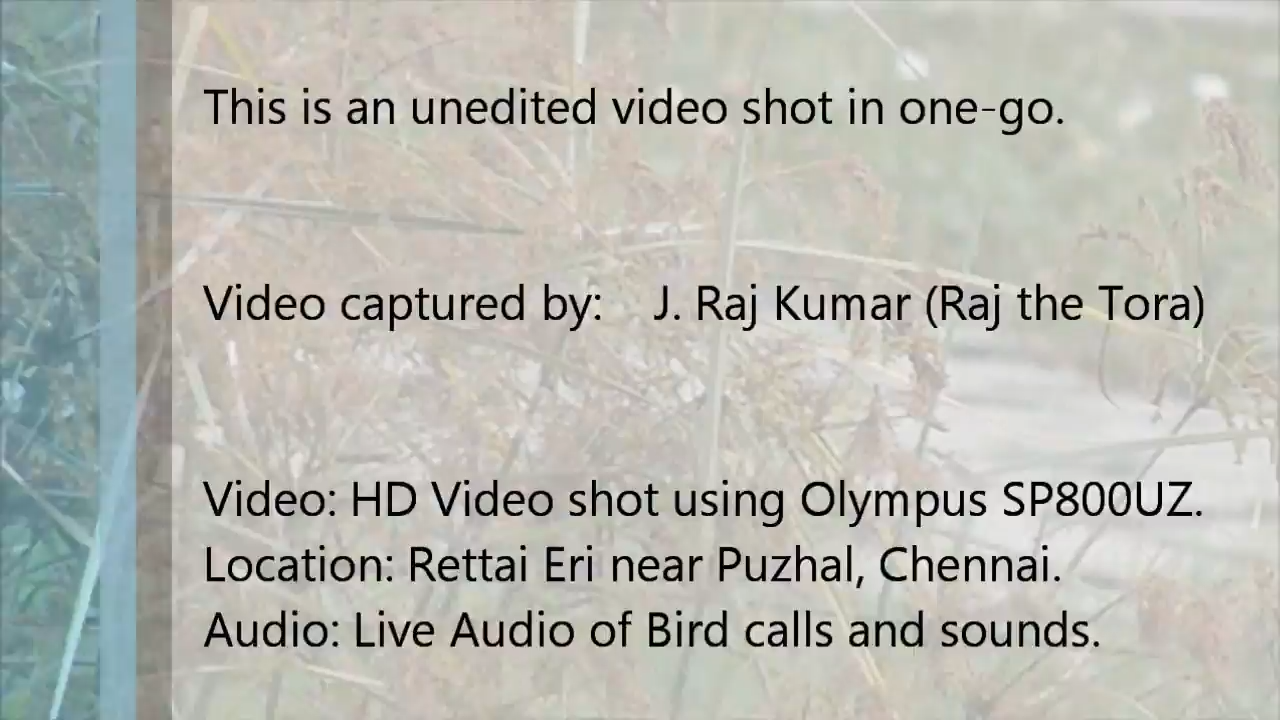 This is an unedited video shot in one-go.
Video captured by: J. Raj Kumar (Raj the Tora)
Video: HD Video shot using Olympus SP800UZ.
Location: Rettai Eri near Puzhal, Chennai.
Audio: Live Audio of Bird calls and sounds.